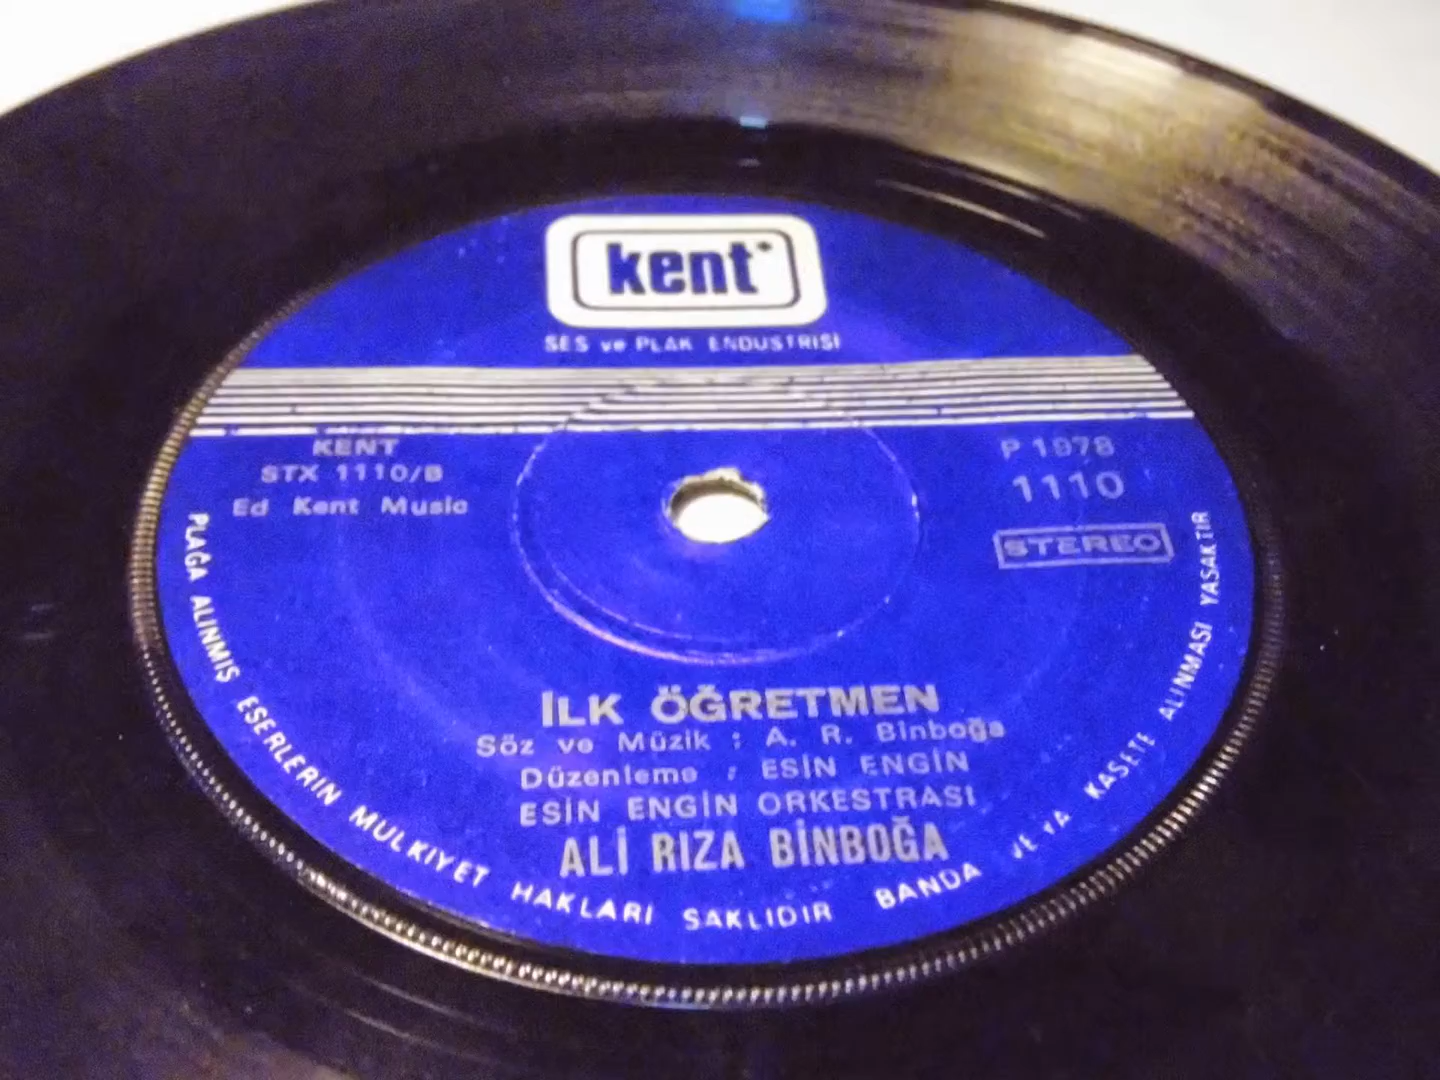 kent
SES ve PLAK ENDUSTRISI
KENT
STX 1110/B
Ed Kent Music
P 1978
1110
STEREO
İLK ÖĞRETMEN
Söz ve Müzik : A. R. Binboğa
Düzenleme : ESİN ENGİN
ESİN ENGİN ORKESTRASI
ALİ RIZA BİNBOĞA
PLAĞA ALINMIŞ ESERLERIN MULKIYET HAKLARI SAKLIDIR BANDA VE YA KASETE ALINMASI YASAKTIR